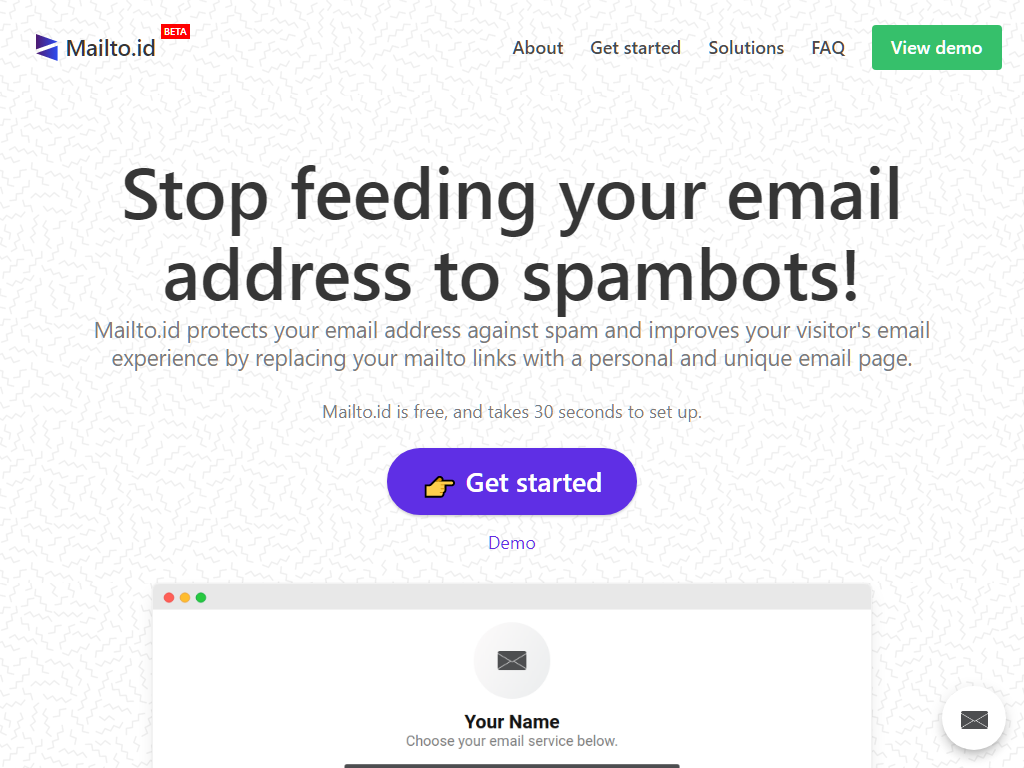 Mailto.id BETA
About Get started Solutions FAQ View demo
Stop feeding your email
address to spambots!
Mailto.id protects your email address against spam and improves your visitor's email
experience by replacing your mailto links with a personal and unique email page.
Mailto.id is free, and takes 30 seconds to set up.
👉 Get started
Demo
Your Name
Choose your email service below.